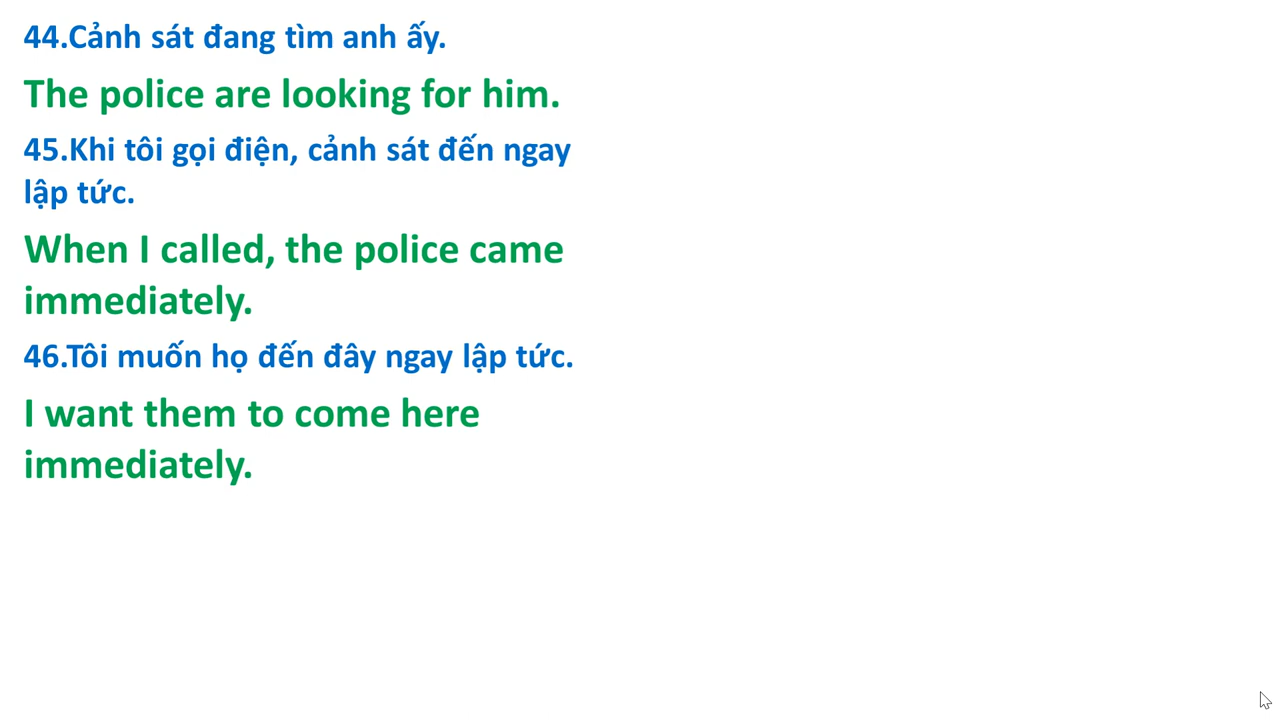 44.Cảnh sát đang tìm anh ấy.
The police are looking for him.
45.Khi tôi gọi điện, cảnh sát đến ngay
lập tức.
When I called, the police came
immediately.
46.Tôi muốn họ đến đây ngay lập tức.
I want them to come here
immediately.